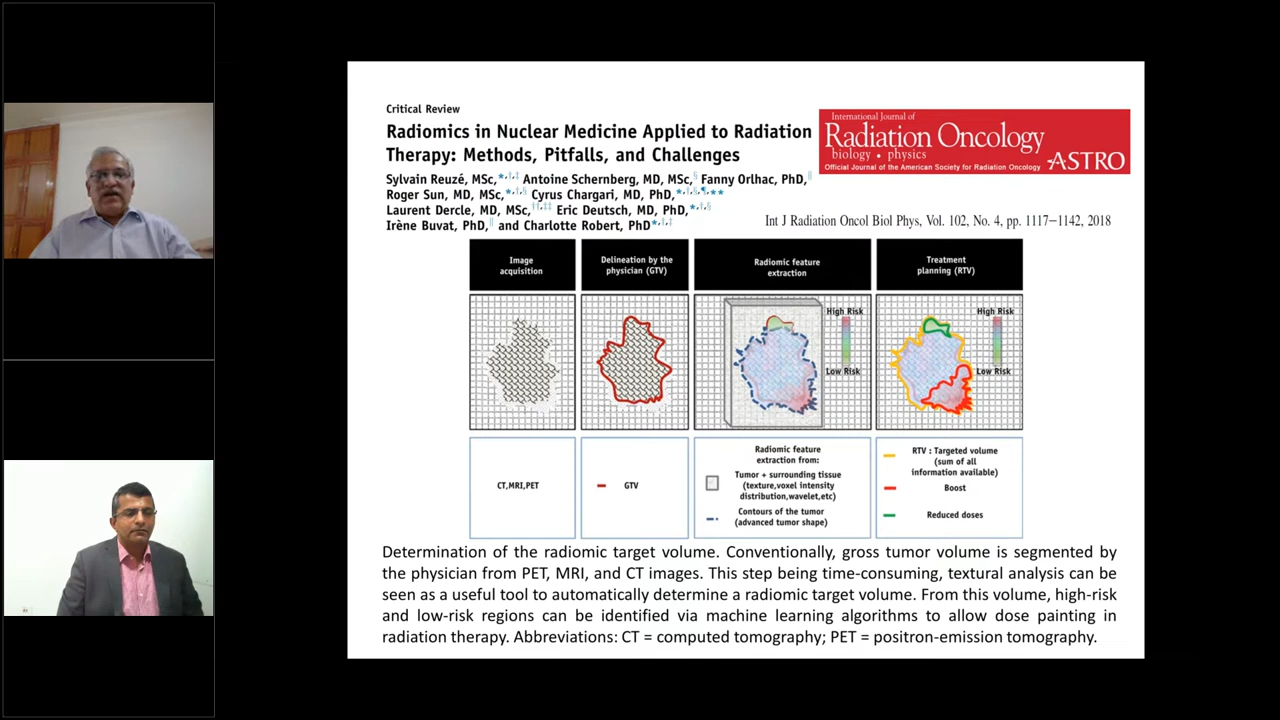 Critical Review
Radiomics in Nuclear Medicine Applied to Radiation
Therapy: Methods, Pitfalls, and Challenges
Sylvain Reuzé, MSc,*,†,‡ Antoine Schernberg, MD, MSc,§ Fanny Orlhac, PhD,||
Roger Sun, MD, MSc,*,†,§ Cyrus Chargari, MD, PhD,*,†,§,¶,**
Laurent Dercle, MD, MSc,††,‡‡ Eric Deutsch, MD, PhD,*,†,§
Irène Buvat, PhD,|| and Charlotte Robert, PhD*,†,‡
International Journal of
Radiation Oncology
biology • physics
Official Journal of the American Society for Radiation Oncology
ASTRO
Int J Radiation Oncol Biol Phys, Vol. 102, No. 4, pp. 1117–1142, 2018
Image
acquisition
Delineation by the
physician (GTV)
Radiomic feature
extraction
Treatment
planning (RTV)
High Risk
Low Risk
High Risk
Low Risk
CT,MRI,PET
GTV
Radiomic feature
extraction from:
Tumor + surrounding tissue
(texture,voxel intensity
distribution,wavelet,etc)
Contours of the tumor
(advanced tumor shape)
RTV : Targeted volume
(sum of all
information available)
Boost
Reduced doses
Determination of the radiomic target volume. Conventionally, gross tumor volume is segmented by
the physician from PET, MRI, and CT images. This step being time-consuming, textural analysis can be
seen as a useful tool to automatically determine a radiomic target volume. From this volume, high-risk
and low-risk regions can be identified via machine learning algorithms to allow dose painting in
radiation therapy. Abbreviations: CT = computed tomography; PET = positron-emission tomography.